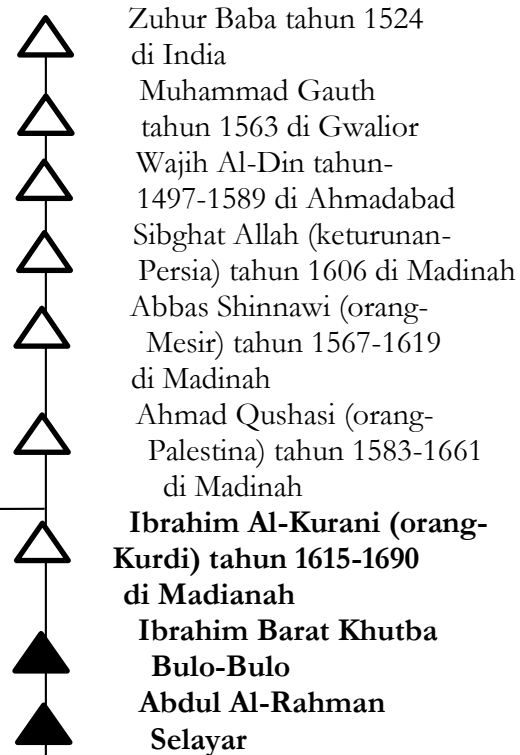 Zuhur Baba tahun 1524
di India
Muhammad Gauth
tahun 1563 di Gwalior
Wajih Al-Din tahun-
1497-1589 di Ahmadabad
Sibghat Allah (keturunan-
Persia) tahun 1606 di Madinah
Abbas Shinnawi (orang-
Mesir) tahun 1567-1619
di Madinah
Ahmad Qushasi (orang-
Palestina) tahun 1583-1661
di Madinah
Ibrahim Al-Kurani (orang-
Kurdi) tahun 1615-1690
di Madianah
Ibrahim Barat Khutba
Bulo-Bulo
Abdul Al-Rahman
Selayar